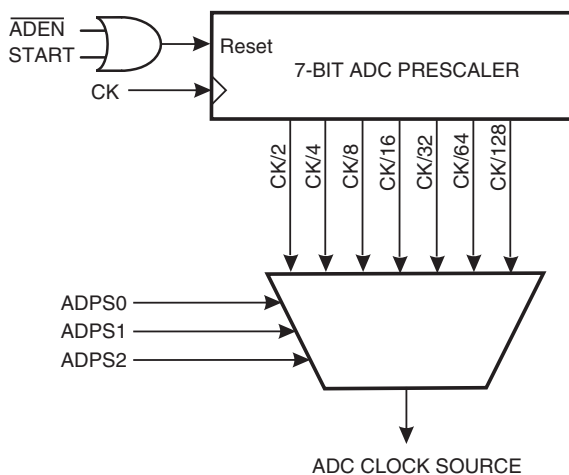 ADEN
START
Reset
7-BIT ADC PRESCALER
CK
CK/2
CK/4
CK/8
CK/16
CK/32
CK/64
CK/128
ADPS0
ADPS1
ADPS2
ADC CLOCK SOURCE